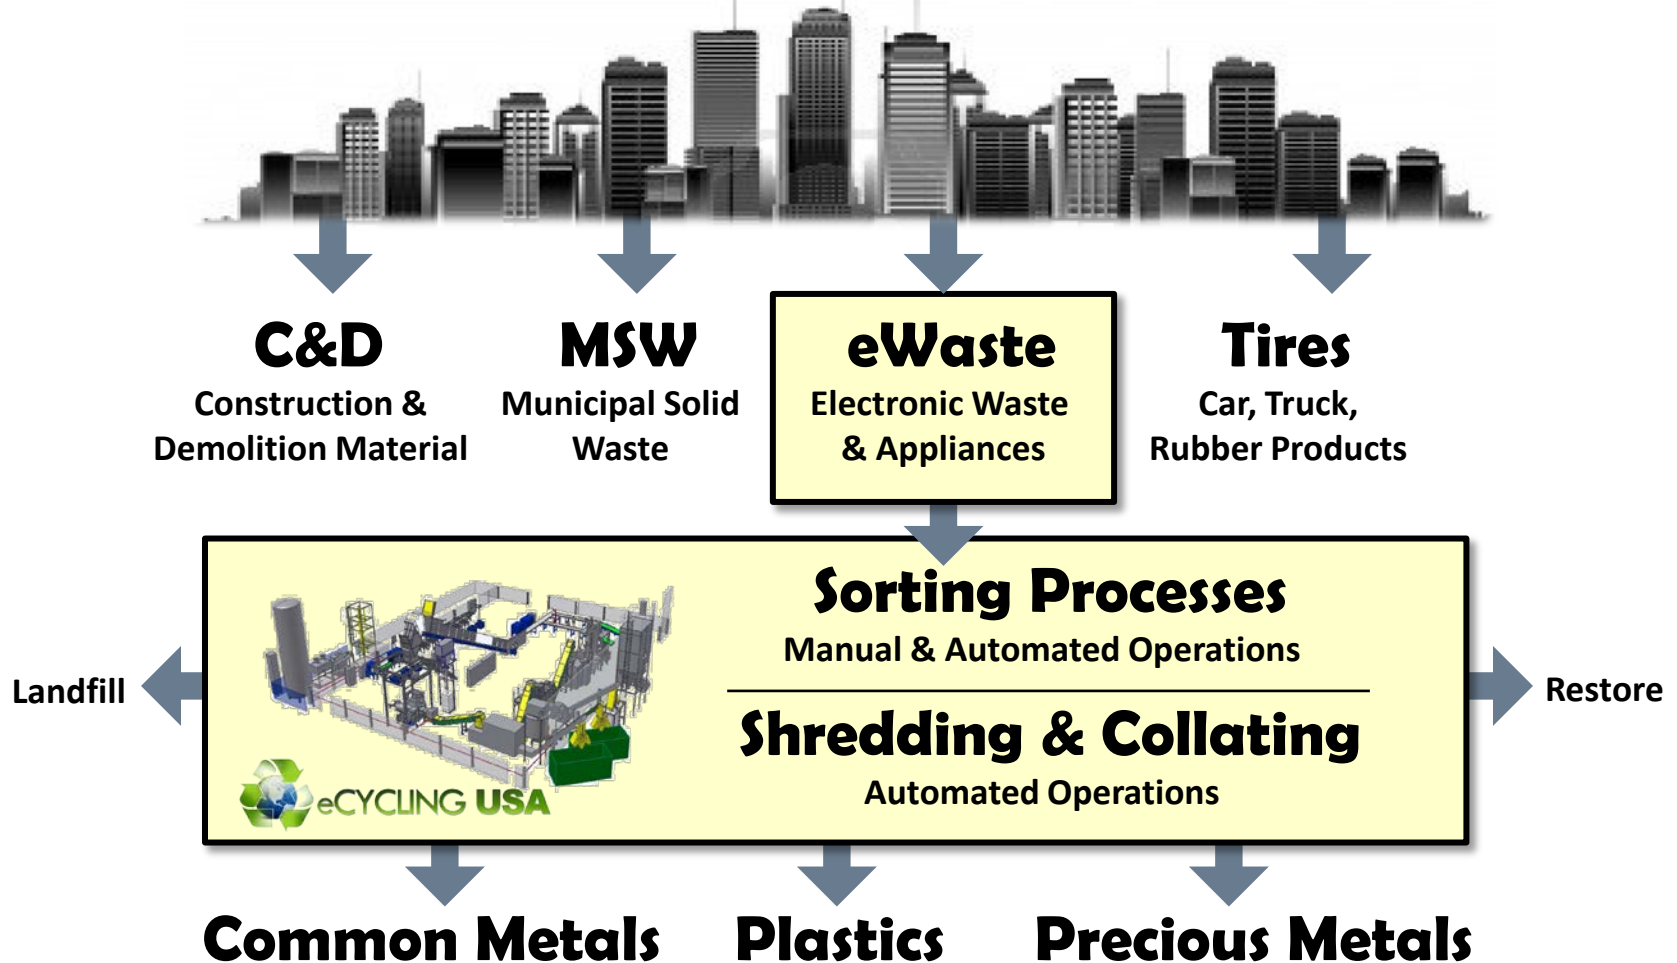 C&D
Construction &
Demolition Material
MSW
Municipal Solid
Waste
eWaste
Electronic Waste
& Appliances
Tires
Car, Truck,
Rubber Products
Sorting Processes
Manual & Automated Operations
Landfill
Restore
Shredding & Collating
Automated Operations
eCYCLING USA
Common Metals
Plastics
Precious Metals